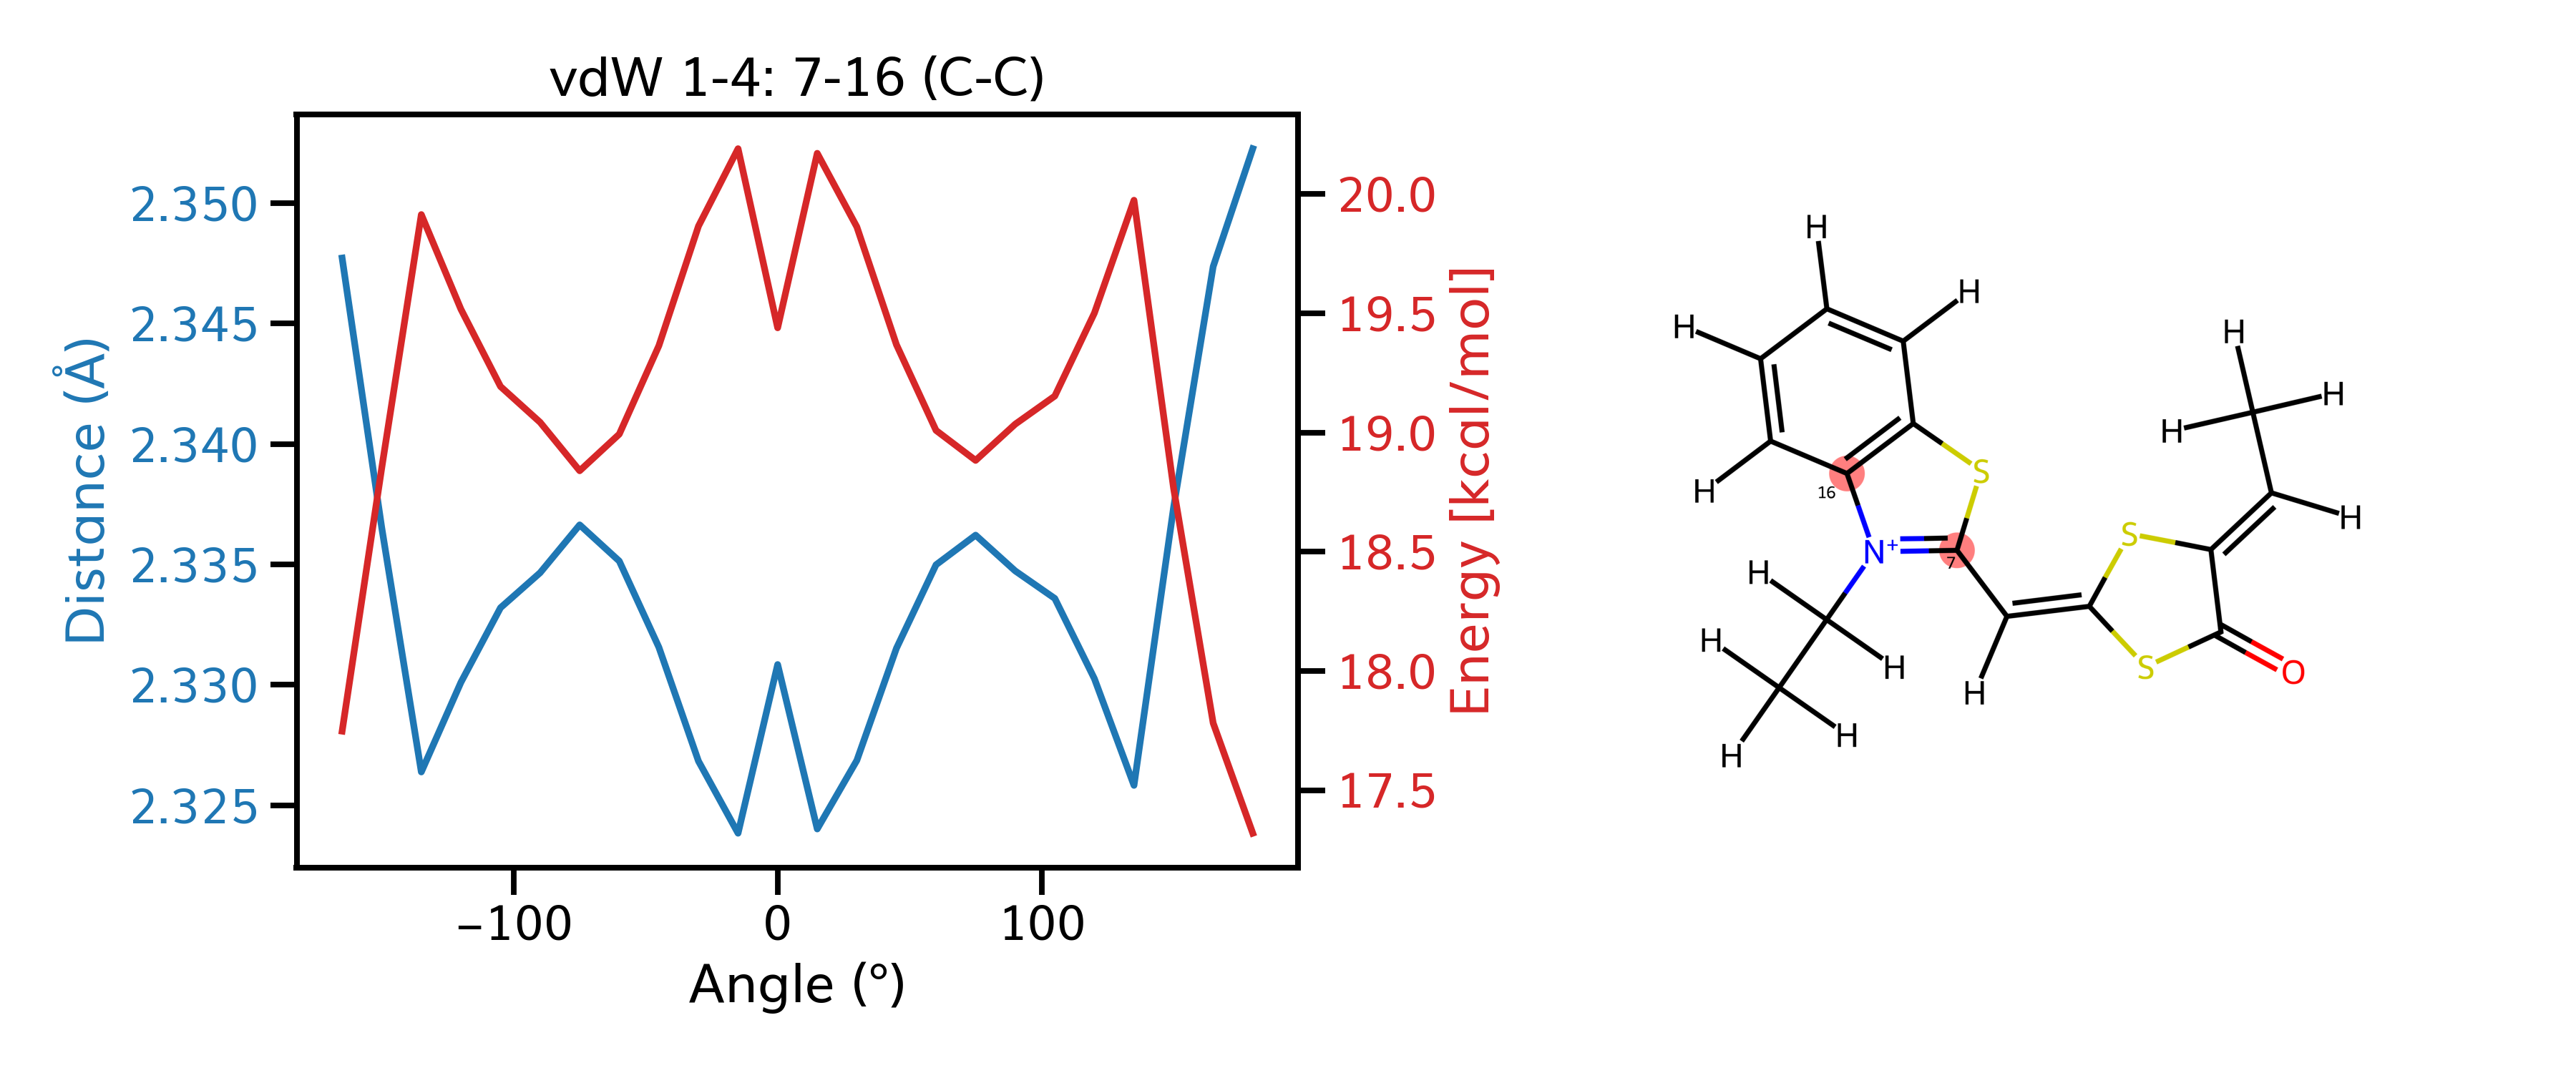 vdW 1-4: 7-16 (C-C)
Distance (Å)
2.350
2.345
2.340
2.335
2.330
2.325
20.0
19.5
19.0
18.5
18.0
17.5
Energy [kcal/mol]
−100
0
100
Angle (°)
H
H
H
H
H
H
H
S
16
H
S
N+
7
H
H
H
S
O
H
H
H